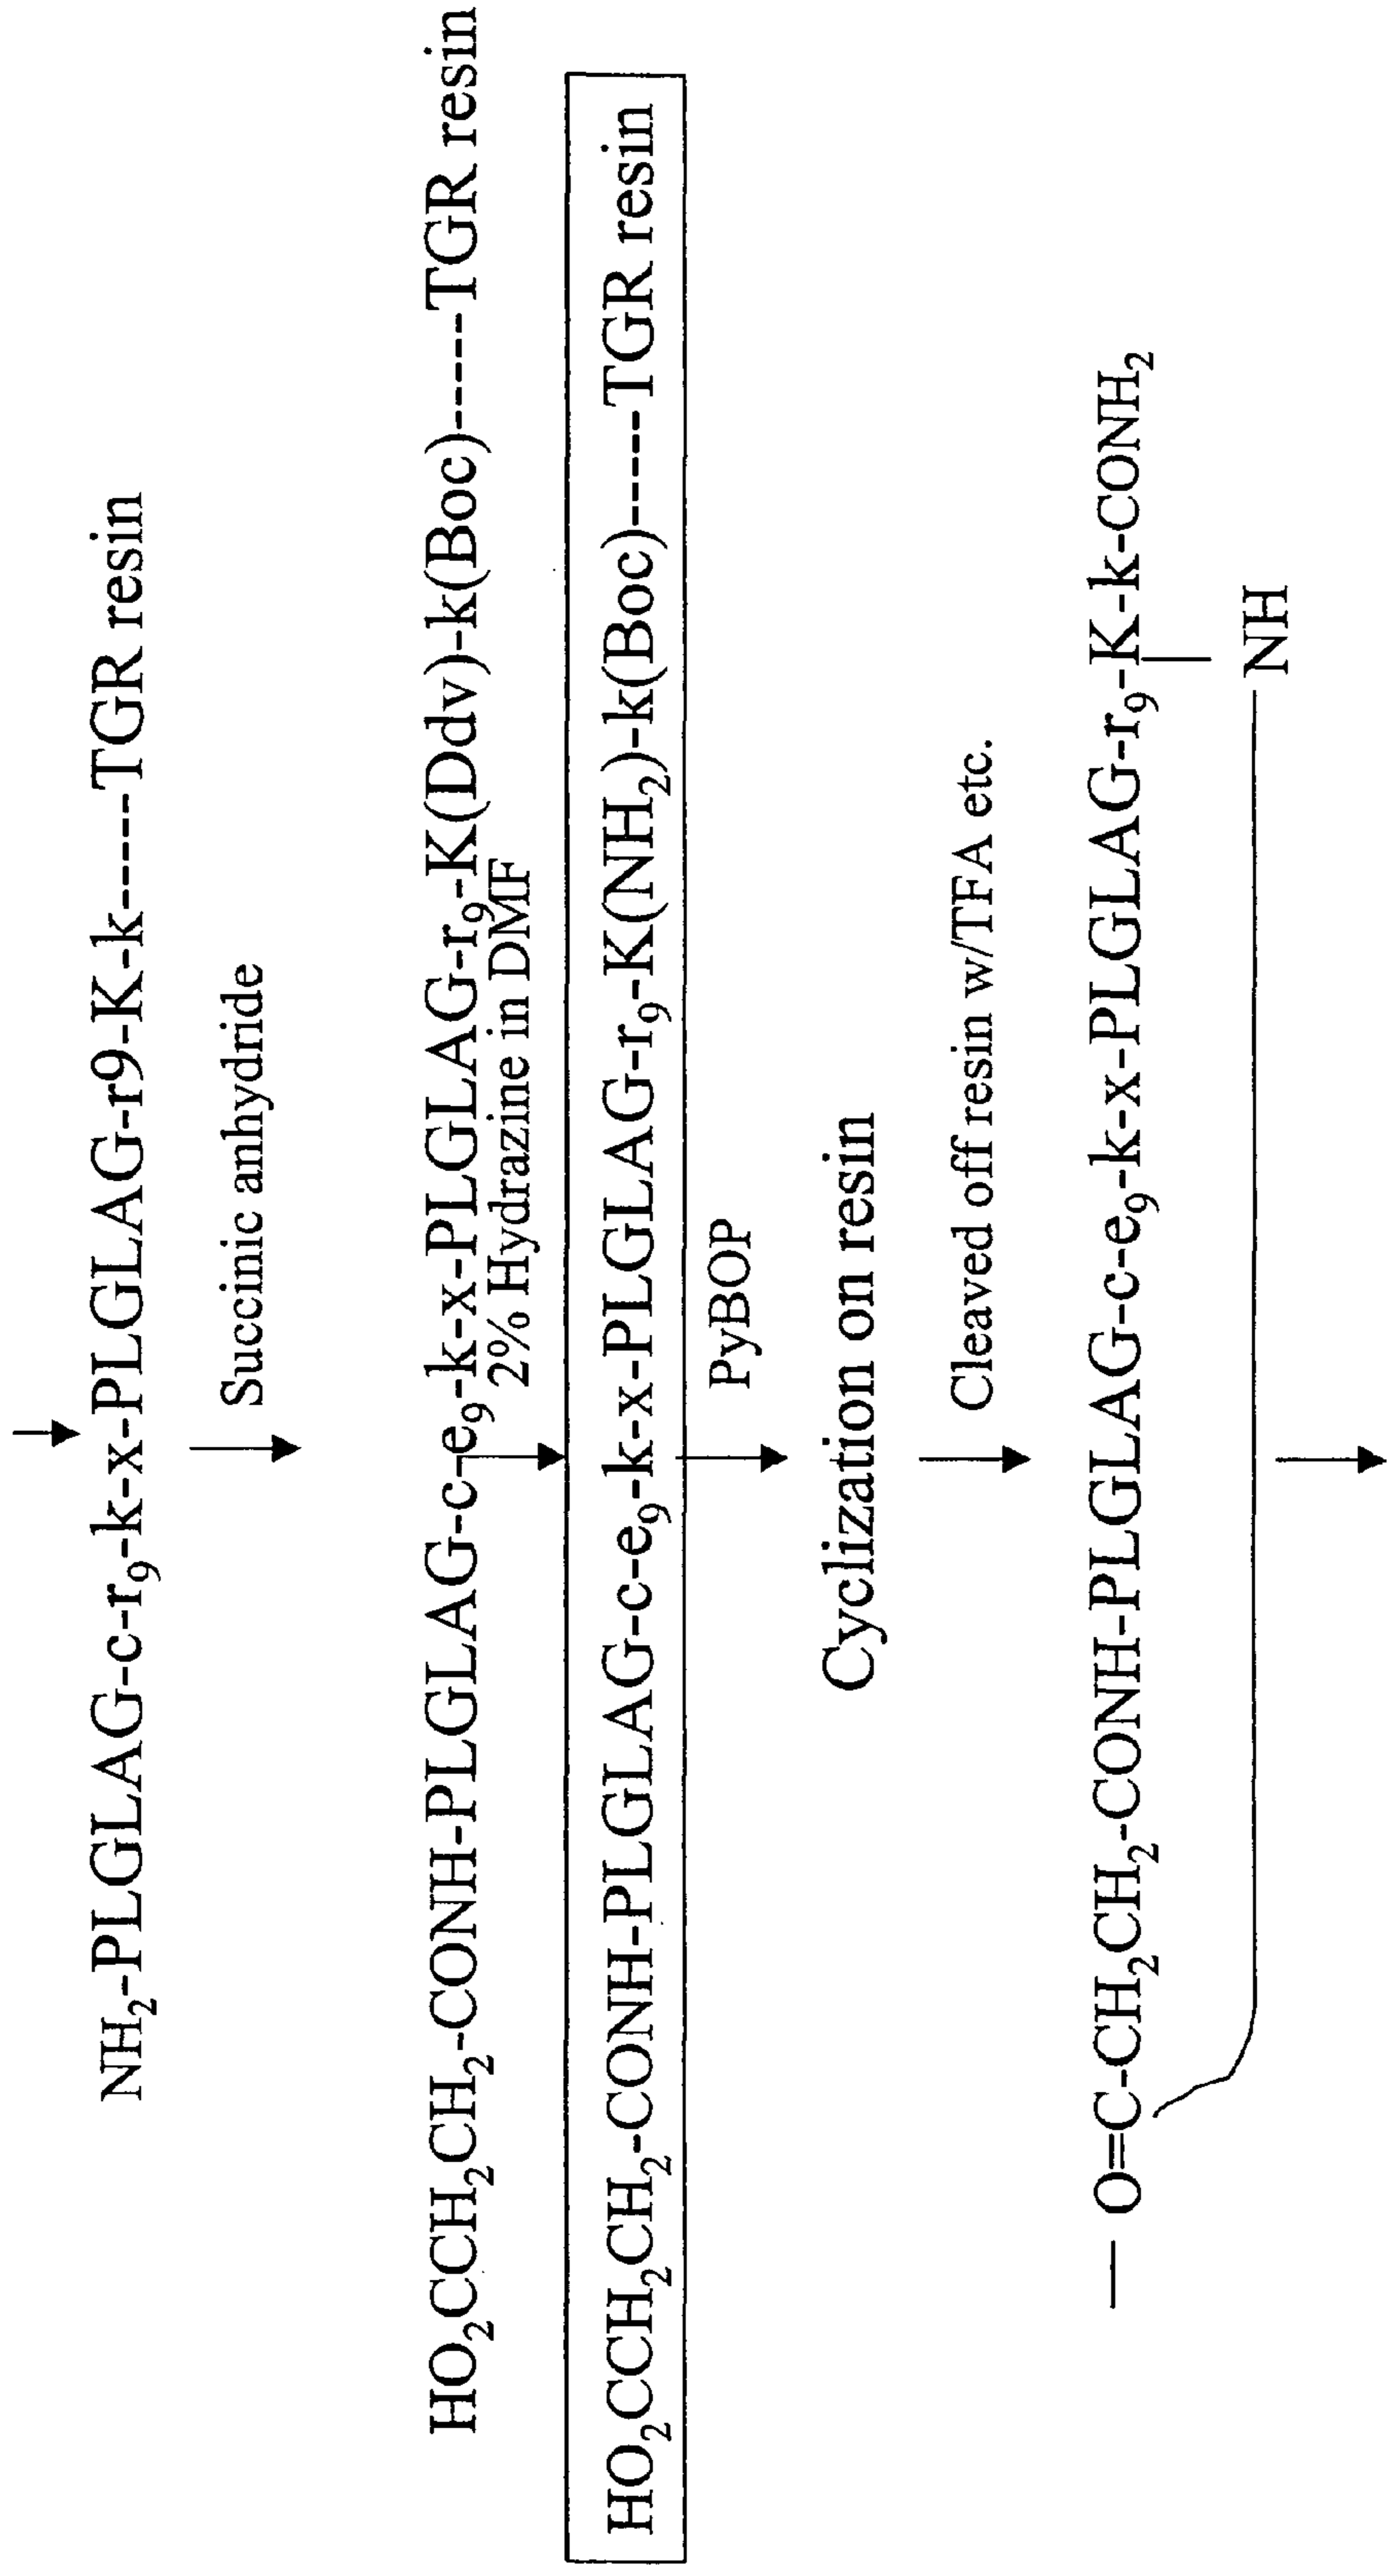 NH2-PLGLAG-c-r9-k-x-PLGLAG-r9-K-k-----TGR resin
Succinic anhydride
HO2CCH2CH2-CONH-PLGLAG-c-e9-k-x-PLGLAG-r9-K(Ddv)-k(Boc)-----TGR resin
2% Hydrazine in DMF
HO2CCH2CH2-CONH-PLGLAG-c-e9-k-x-PLGLAG-r9-K(NH2)-k(Boc)-----TGR resin
PyBOP
Cyclization on resin
Cleaved off resin w/TFA etc.
— O=C-CH2CH2-CONH-PLGLAG-c-e9-k-x-PLGLAG-r9-K-k-CONH2
NH